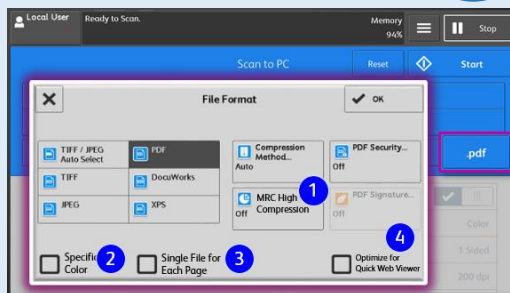 Local User
Ready to Scan.
Memory
94%
Stop
Scan to PC
Reset
Start
File Format
OK
TIFF / JPEG
Auto Select
PDF
TIFF
DocuWorks
JPEG
XPS
Compression
Method...
Auto
PDF Security...
Off
MRC High
Compression
Off
1
PDF Signature...
Off
.pdf
Specific
Color
2
Single File for
Each Page
3
4
Optimize for
Quick Web Viewer
Color
1 Sided
200 dpi